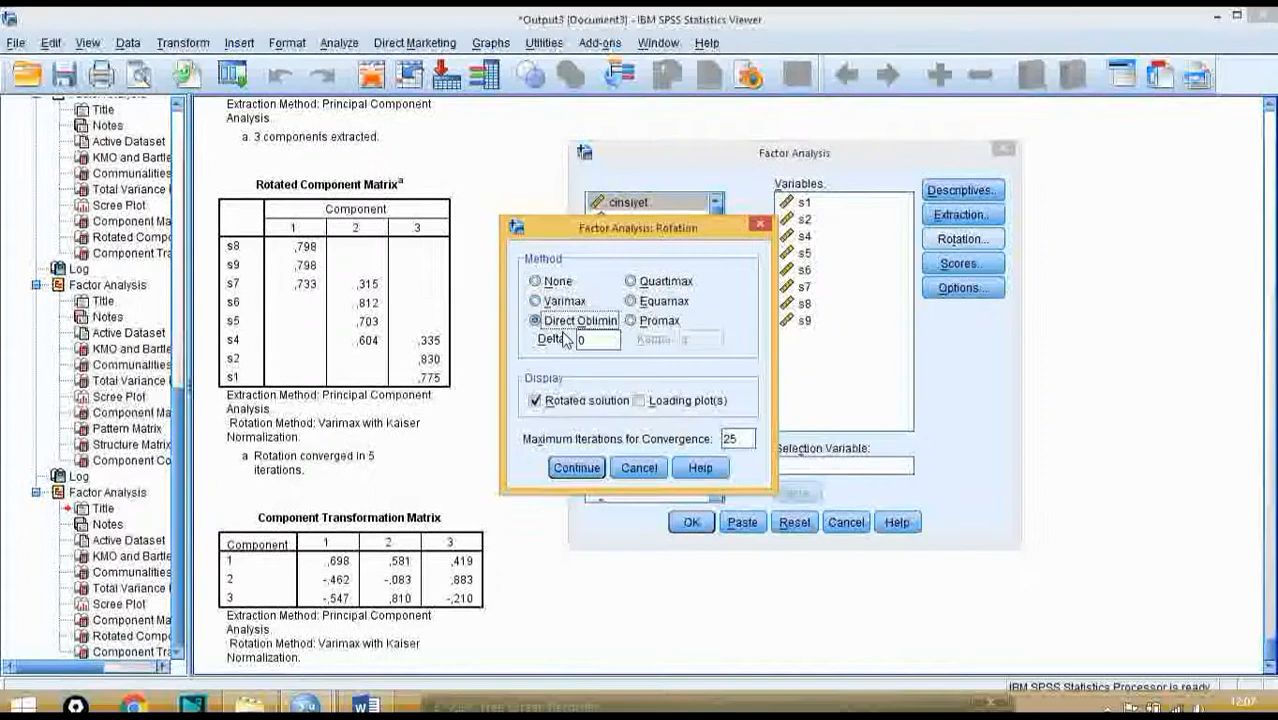 *Output3 [Document3] - IBM SPSS Statistics Viewer
File Edit View Data Transform Insert Format Analyze Direct Marketing Graphs Utilities Add-ons Window Help
Title
Notes
Active Dataset
KMO and Bartle
Communalities
Total Variance
Scree Plot
Component Ma
Rotated Compo
Component Tra
Log
Factor Analysis
Title
Notes
Active Dataset
KMO and Bartle
Communalities
Total Variance
Scree Plot
Component M
Pattern Matrix
Structure Matrix
Component Co
Log
Factor Analysis
Title
Notes
Active Dataset
KMO and Bartle
Communalities
Total Variance
Scree Plot
Component Ma
Rotated Compo
Component Tra
Extraction Method: Principal Component
Analysis.
a. 3 components extracted.
Rotated Component Matrixa
Component
1 2 3
s8 ,798
s9 ,798
s7 ,733 ,315
s6 ,812
s5 ,703
s4 ,604 ,335
s2 ,830
s1 ,775
Extraction Method: Principal Component
Analysis
Rotation Method: Varimax with Kaiser
Normalization.
a Rotation converged in 5
iterations.
Component Transformation Matrix
Component 1 2 3
1 ,698 ,581 ,419
2 -,462 -,083 ,883
3 -,547 ,810 -,210
Extraction Method: Principal Component
Analysis.
Rotation Method: Varimax with Kaiser
Normalization.
Factor Analysis
cinsiyet
Variables:
s1
s2
s4
s5
s6
s7
s8
s9
Descriptives...
Extraction...
Rotation...
Scores...
Options...
Selection Variable:
OK Paste Reset Cancel Help
Factor Analysis: Rotation
Method
None Quartimax
Varimax Equamax
Direct Oblimin Promax
Delta 0 Kappa 4
Display
Rotated solution Loading plot(s)
Maximum Iterations for Convergence: 25
Continue Cancel Help
IBM SPSS Statistics Processor is ready
12:07